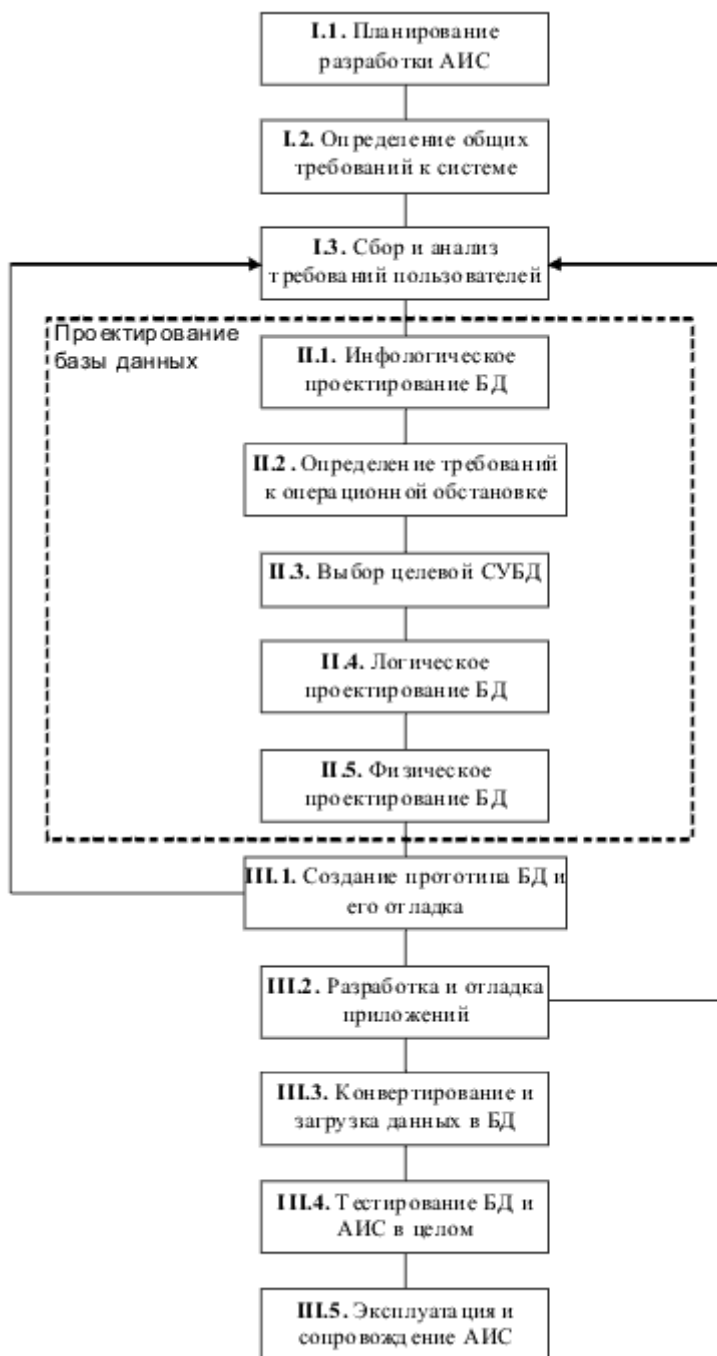 I.1. Планирование
разработки АИС
I.2. Определение общих
требований к системе
I.3. Сбор и анализ
требований пользователей
Проектирование
базы данных
II.1. Инфологическое
проектирование БД
II.2. Определение требований
к операционной обстановке
II.3. Выбор целевой СУБД
II.4. Логическое
проектирование БД
II.5. Физическое
проектирование БД
III.1. Создание прототипа БД и
его отладка
III.2. Разработка и отладка
приложений
III.3. Конвертирование и
загрузка данных в БД
III.4. Тестирование БД и
АИС в целом
III.5. Эксплуатация и
сопровождение АИС